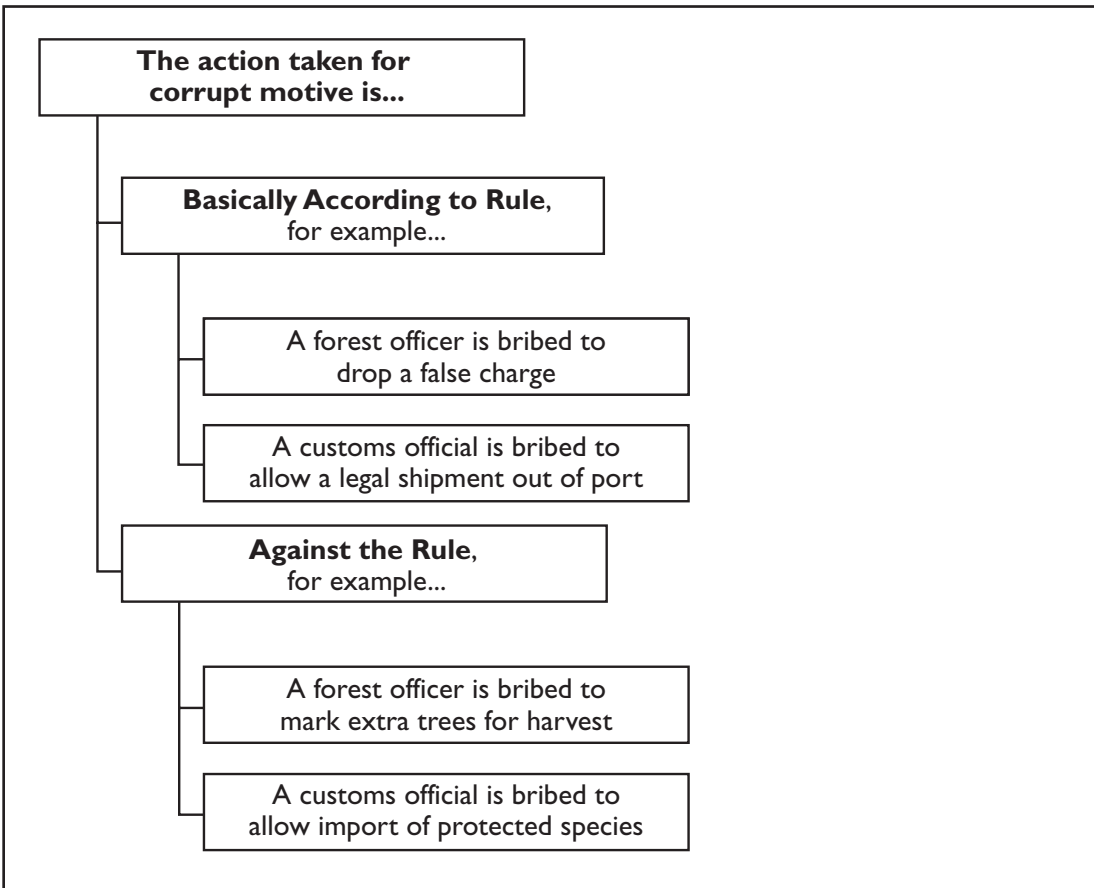 The action taken for
corrupt motive is...
Basically According to Rule,
for example...
A forest officer is bribed to
drop a false charge
A customs official is bribed to
allow a legal shipment out of port
Against the Rule,
for example...
A forest officer is bribed to
mark extra trees for harvest
A customs official is bribed to
allow import of protected species